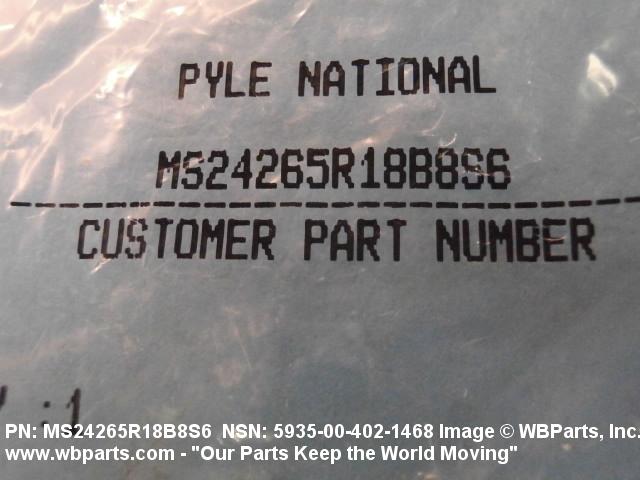 PYLE NATIONAL
MS24265R18B8S6
CUSTOMER PART NUMBER
:1
PN: MS24265R18B8S6 NSN: 5935-00-402-1468 Image © WBParts, Inc.
www.wbparts.com - "Our Parts Keep the World Moving"